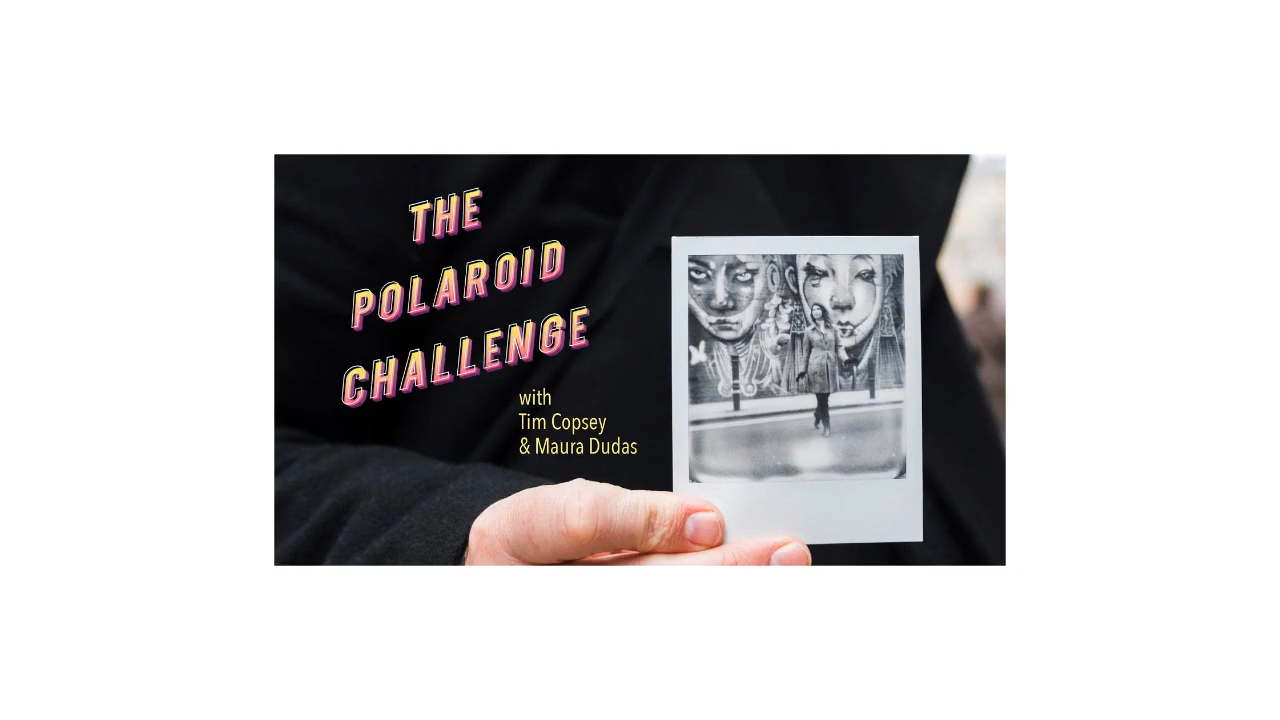 THE
POLAROID
CHALLENGE
with
Tim Copsey
& Maura Dudas